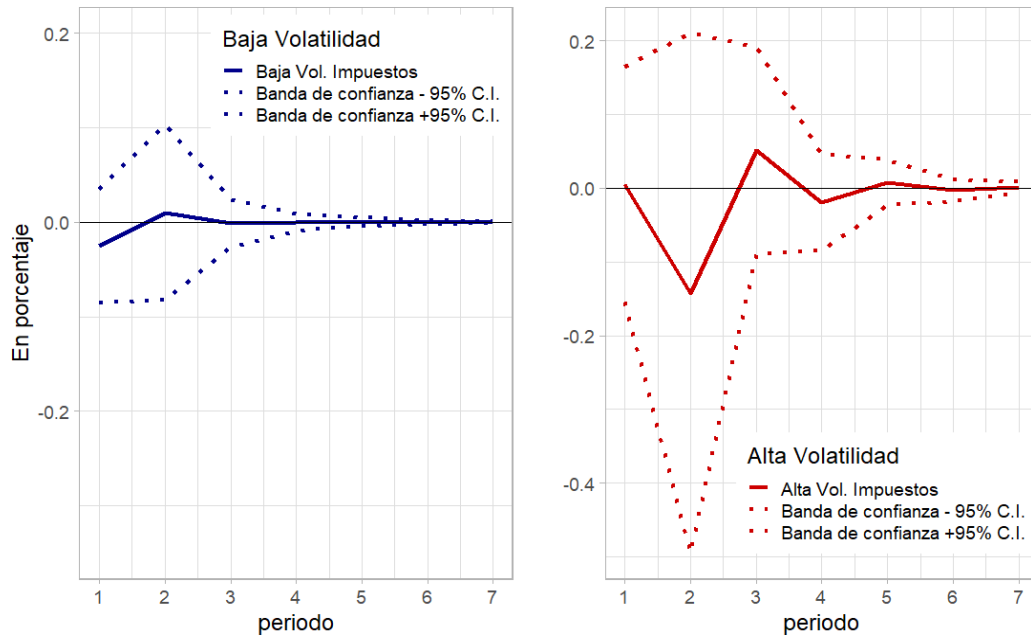 Baja Volatilidad
Baja Vol. Impuestos
Banda de confianza - 95% C.I.
Banda de confianza +95% C.I.
En porcentaje
0.2
0.0
-0.2
1 2 3 4 5 6 7
periodo
0.2
0.0
-0.2
-0.4
Alta Volatilidad
Alta Vol. Impuestos
Banda de confianza - 95% C.I.
Banda de confianza +95% C.I.
1 2 3 4 5 6 7
periodo